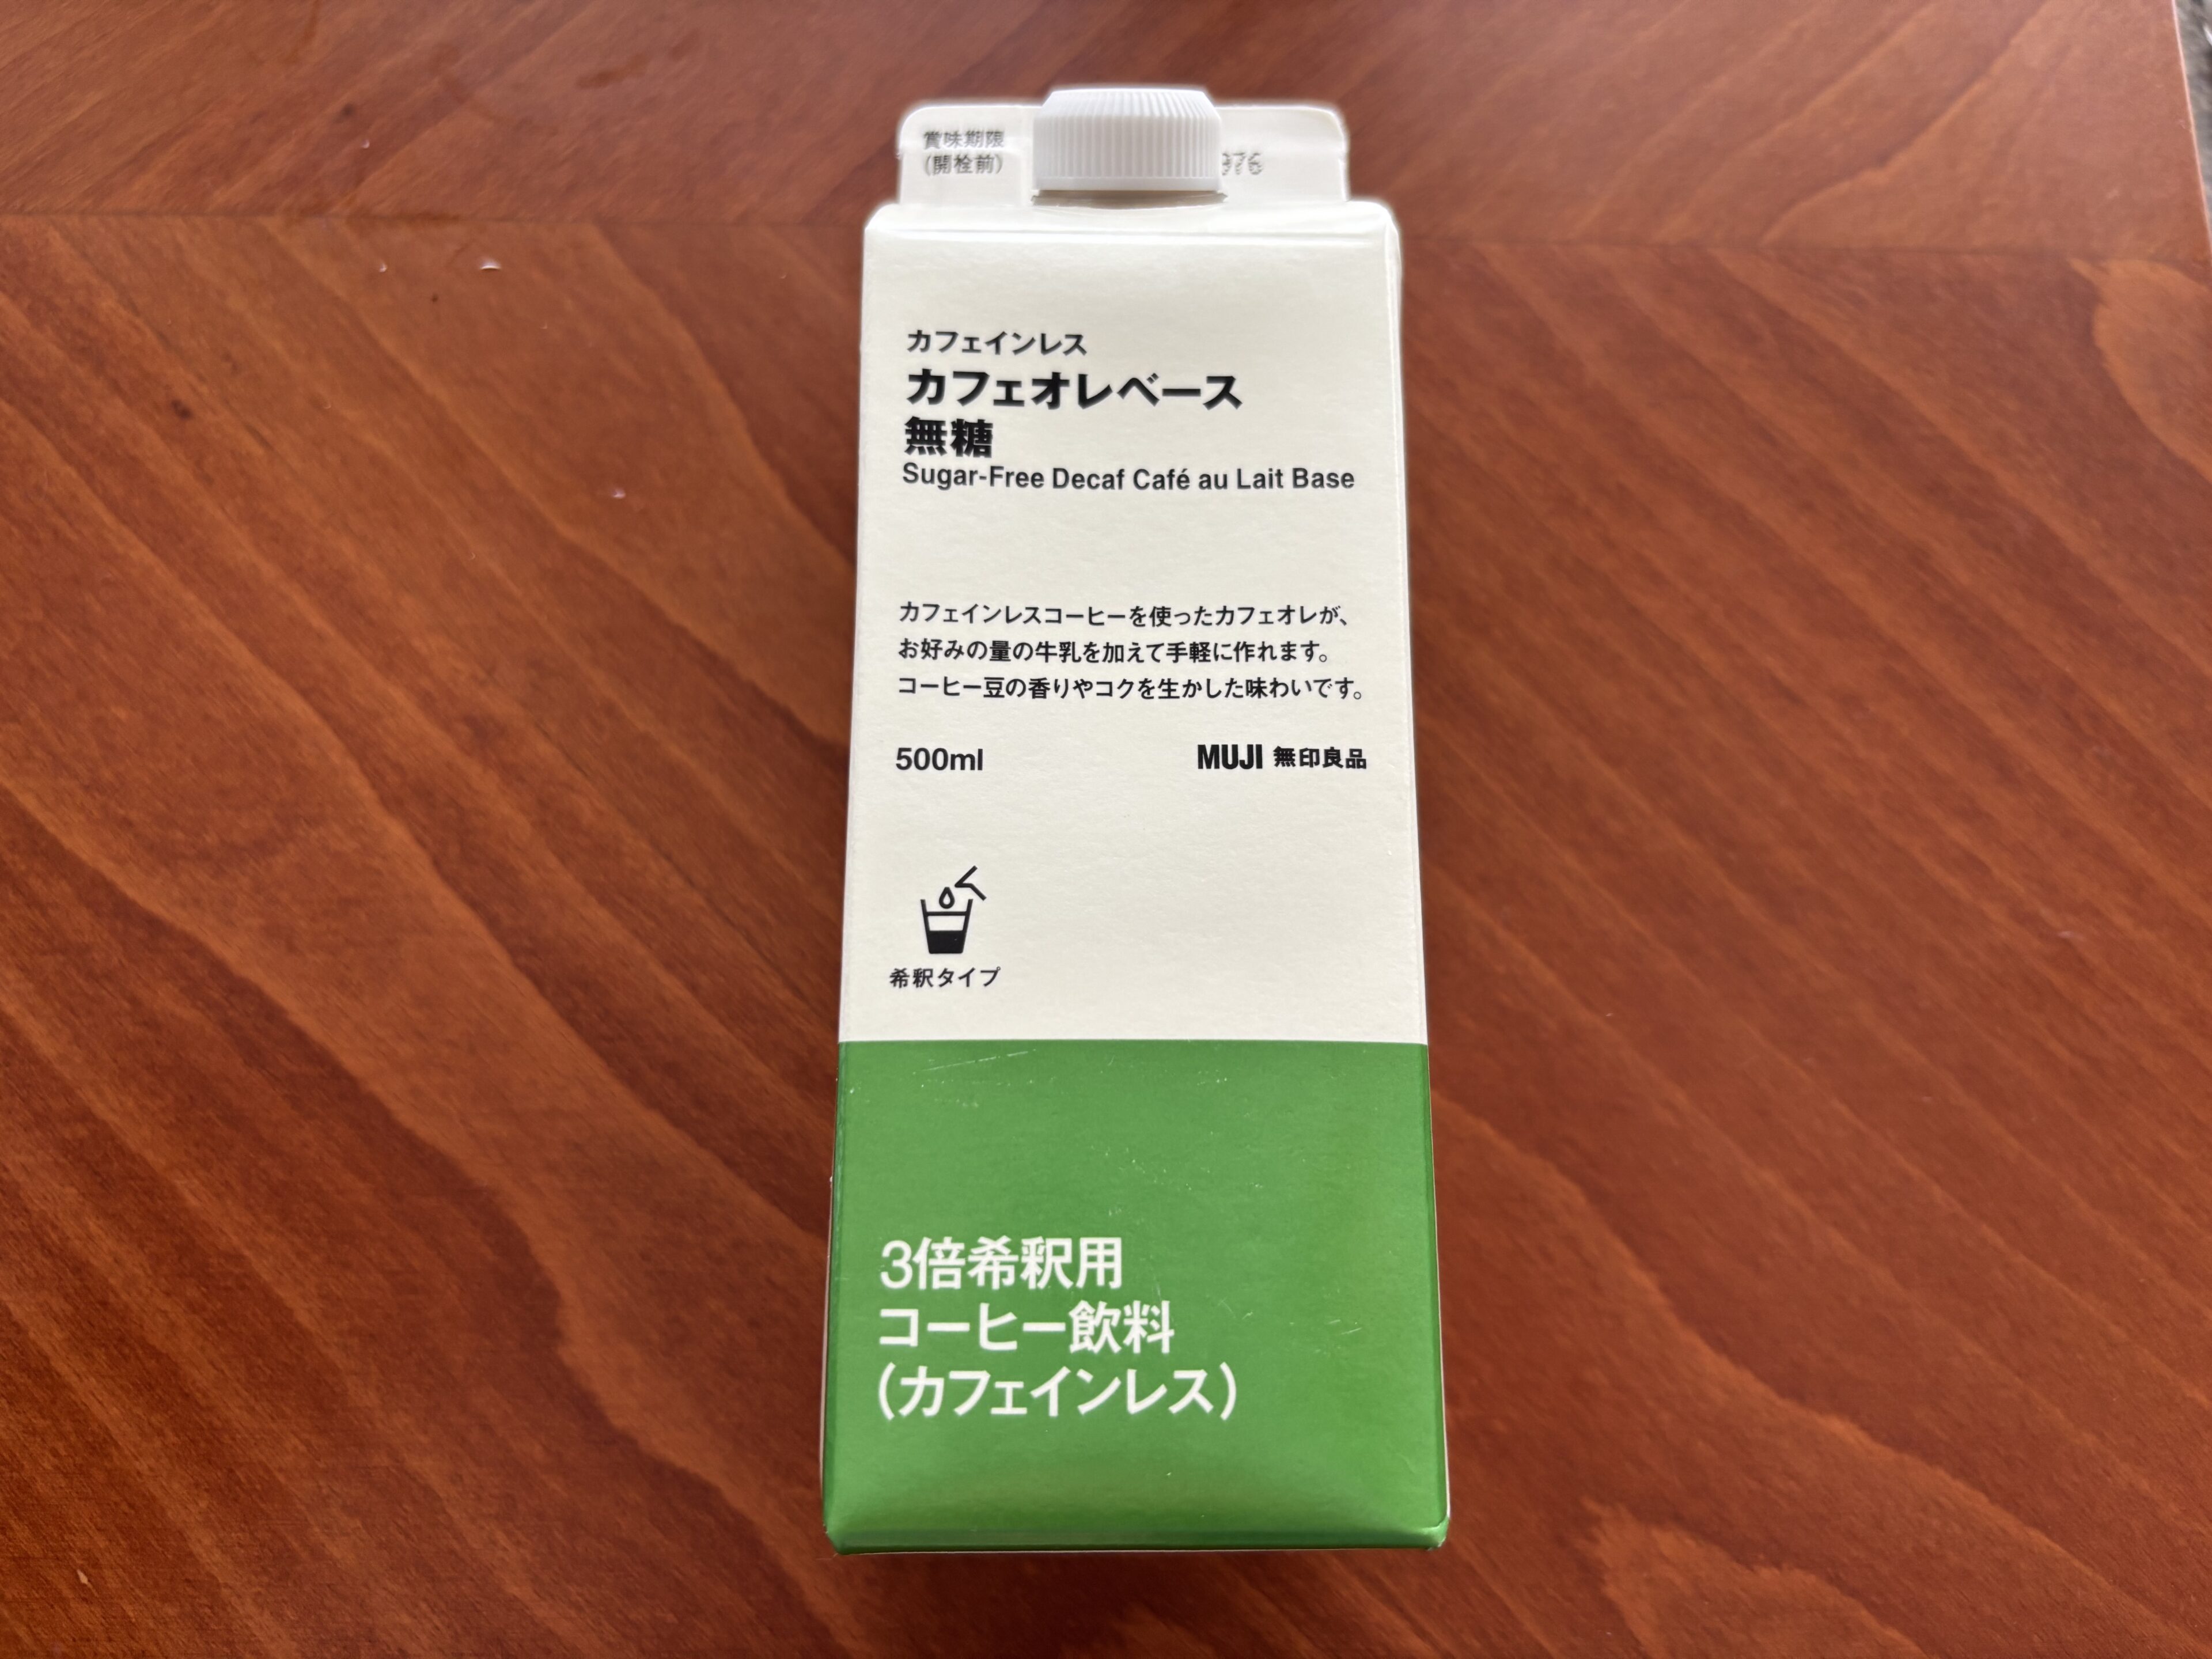 賞味期限
(開栓前)
976
カフェインレス
カフェオレベース
無糖
Sugar-Free Decaf Café au Lait Base
カフェインレスコーヒーを使ったカフェオレが、
お好みの量の牛乳を加えて手軽に作れます。
コーヒー豆の香りやコクを生かした味わいです。
500ml
MUJI 無印良品
希釈タイプ
3倍希釈用
コーヒー飲料
(カフェインレス)